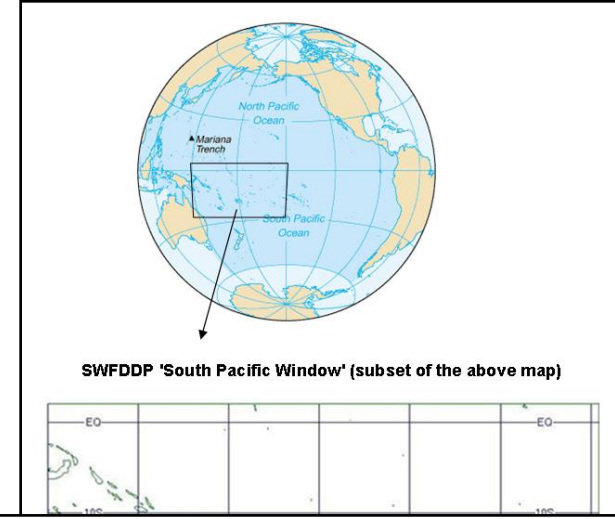 North Pacific
Ocean
Mariana
Trench
South Pacific
Ocean
SWFDDP 'South Pacific Window' (subset of the above map)
EQ
EQ
10S
10S